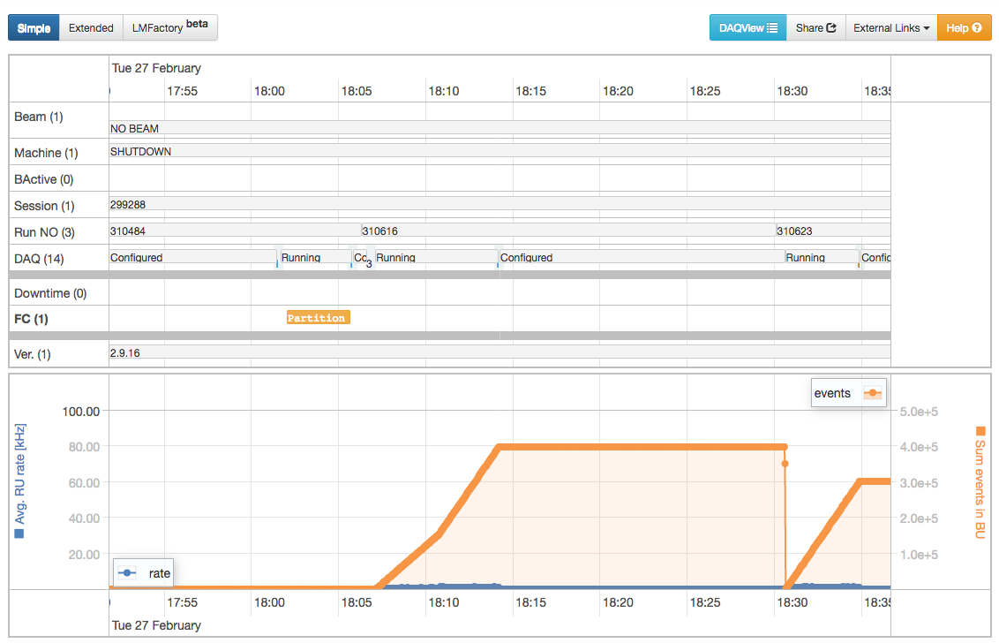 Simple Extended LMFactory beta DAQView Share External Links Help
Tue 27 February
17:55 18:00 18:05 18:10 18:15 18:20 18:25 18:30 18:35
Beam (1)
NO BEAM
Machine (1) SHUTDOWN
BActive (0)
Session (1) 299288
Run NO (3) 310484 310616 310623
DAQ (14) Configured Running Co 3 Running Configured Running Config
Downtime (0)
FC (1) Partition
Ver. (1) 2.9.16
events
100.00 5.0e+5
80.00 4.0e+5
60.00 3.0e+5
40.00 2.0e+5
20.00 1.0e+5
Avg. RU rate [kHz]
Sum events in BU
rate
17:55 18:00 18:05 18:10 18:15 18:20 18:25 18:30 18:35
Tue 27 February